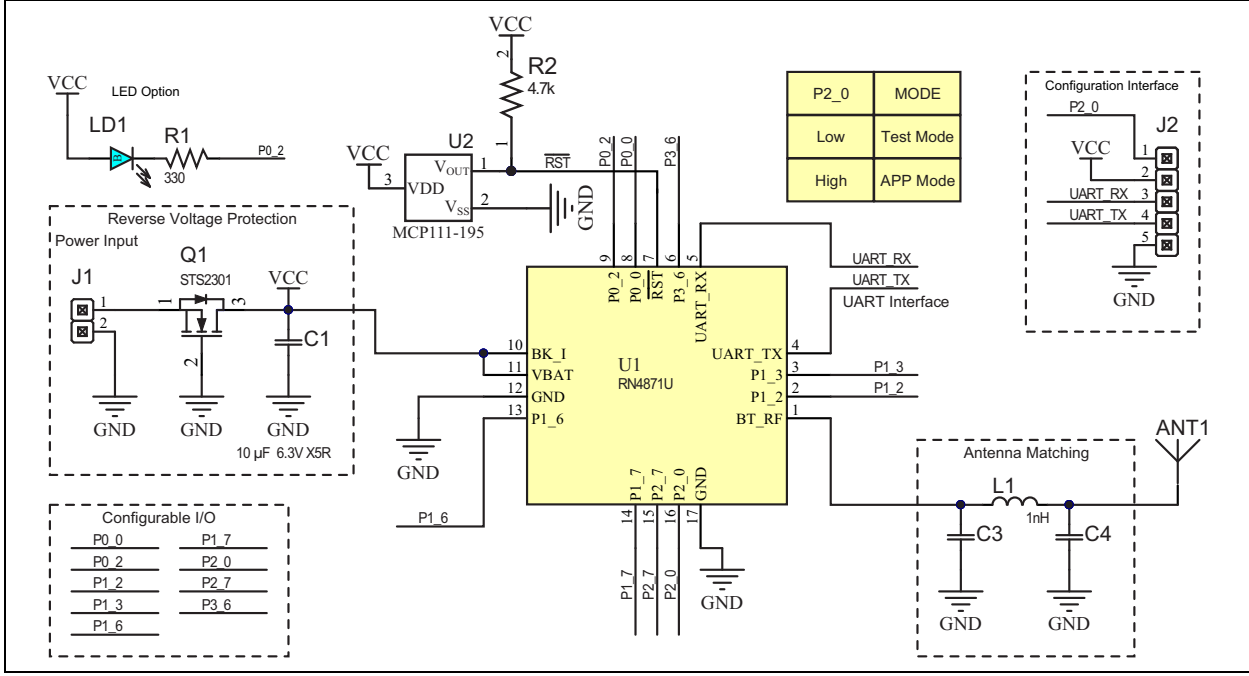 VCC
LED Option
LD1
B
R1
330
P0_2
VCC
2
R2
4.7k
1
U2
VCC
3
VDD
VOUT
1
RST
VSS
2
GND
MCP111-195
P0_2
P0_0
P3_6
P2_0 MODE
Low Test Mode
High APP Mode
Configuration Interface
P2_0
J2
VCC
1
2
UART_RX 3
UART_TX 4
5
GND
Reverse Voltage Protection
Power Input
J1
1
2
Q1
STS2301
1
3
2
VCC
C1
GND
GND
GND
10 µF 6.3V X5R
9
8
7
6
5
P0_2
P0_0
RST
P3_6
UART_RX
UART_RX
UART_TX
UART Interface
10 BK_I
11 VBAT
12 GND
13 P1_6
U1
RN4871U
UART_TX 4
P1_3 3 P1_3
P1_2 2 P1_2
BT_RF 1
GND
P1_6
P1_7
P2_7
P2_0
GND
14
15
16
17
P1_7
P2_7
P2_0
GND
Antenna Matching
L1
1nH
C3
C4
GND
GND
ANT1
Configurable I/O
P0_0 P1_7
P0_2 P2_0
P1_2 P2_7
P1_3 P3_6
P1_6